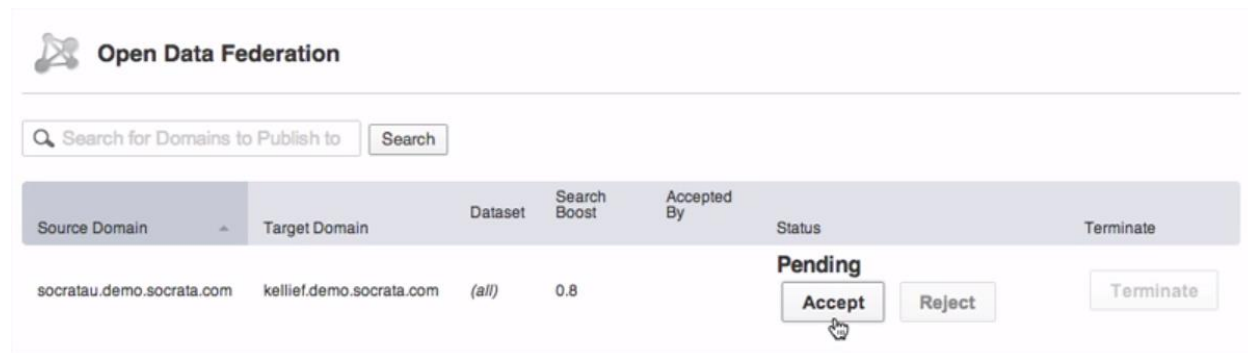 Open Data Federation
Search for Domains to Publish to
Search
Source Domain
Target Domain
Dataset
Search
Boost
Accepted
By
Status
Terminate
socratau.demo.socrata.com
kellief.demo.socrata.com
(all)
0.8
Pending
Accept
Reject
Terminate